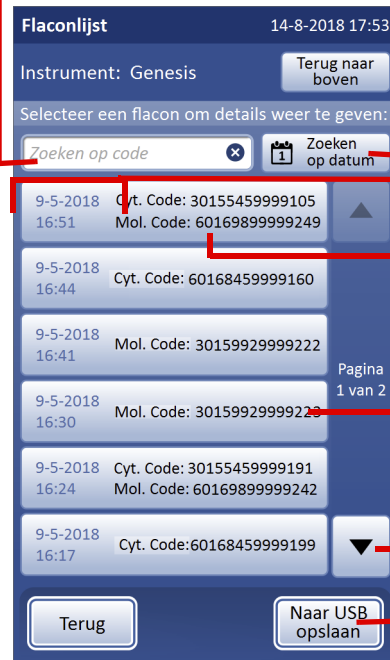 Flaconlijst 14-8-2018 17:53
Instrument: Genesis
Terug naar
boven
Selecteer een flacon om details weer te geven:
Zoeken op code
1
Zoeken
op datum
9-5-2018 Cyt. Code: 30155459999105
16:51 Mol. Code: 60169899999249
9-5-2018
16:44
Cyt. Code: 60168459999160
9-5-2018
16:41
Mol. Code: 30159929999222
Pagina
1 van 2
9-5-2018
16:30
Mol. Code: 30159929999223
9-5-2018 Cyt. Code: 30155459999191
16:24 Mol. Code: 60169899999242
9-5-2018
16:17
Cyt. Code:60168459999199
Terug
Naar USB
opslaan